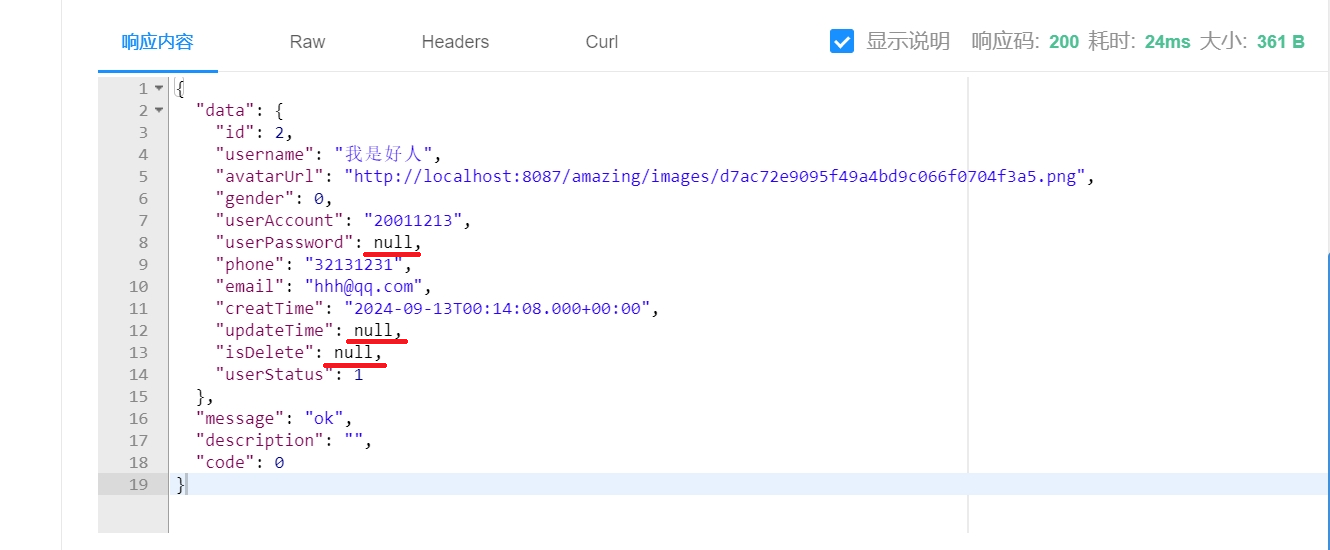 响应内容 Raw Headers Curl 显示说明 响应码: 200 耗时: 24ms 大小: 361 B
1 {
2 "data": {
3 "id": 2,
4 "username": "我是好人",
5 "avatarUrl": "http://localhost:8087/amazing/images/d7ac72e9095f49a4bd9c066f0704f3a5.png",
6 "gender": 0,
7 "userAccount": "20011213",
8 "userPassword": null,
9 "phone": "32131231",
10 "email": "hhh@qq.com",
11 "creatTime": "2024-09-13T00:14:08.000+00:00",
12 "updateTime": null,
13 "isDelete": null,
14 "userStatus": 1
15 },
16 "message": "ok",
17 "description": "",
18 "code": 0
19 }